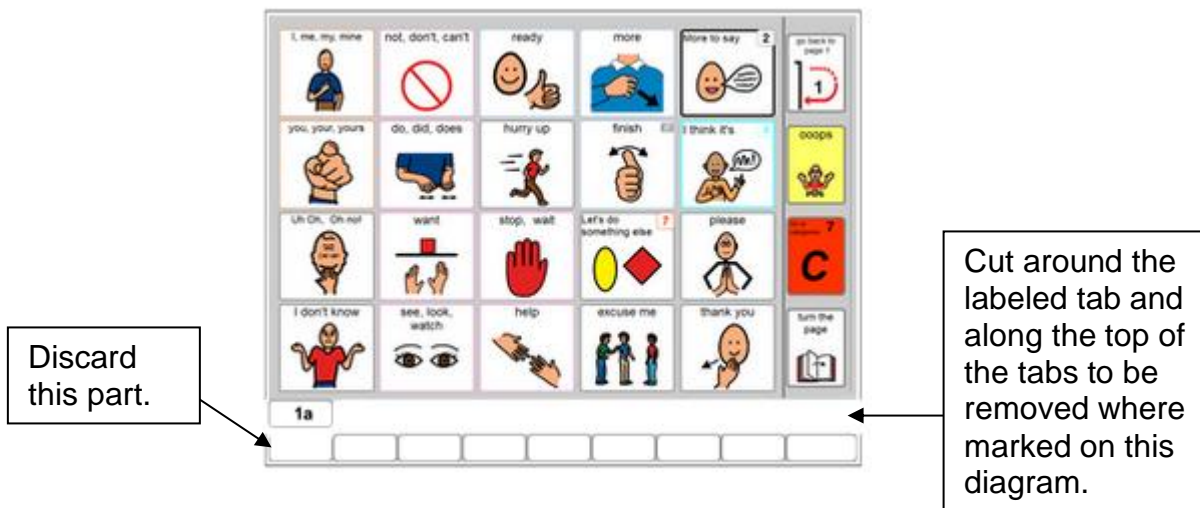 I, me, my, mine
not, don't, can't
ready
more
More to say
2
go back to
page 1
1
you, your, yours
do, did, does
hurry up
finish
I think it's
ooops
Uh Oh, Oh no!
want
stop, wait
Let's do
something else
7
please
categories
7
C
I don't know
see, look,
watch
help
excuse me
thank you
turn the
page
1a
Discard
this part.
Cut around the
labeled tab and
along the top of
the tabs to be
removed where
marked on this
diagram.